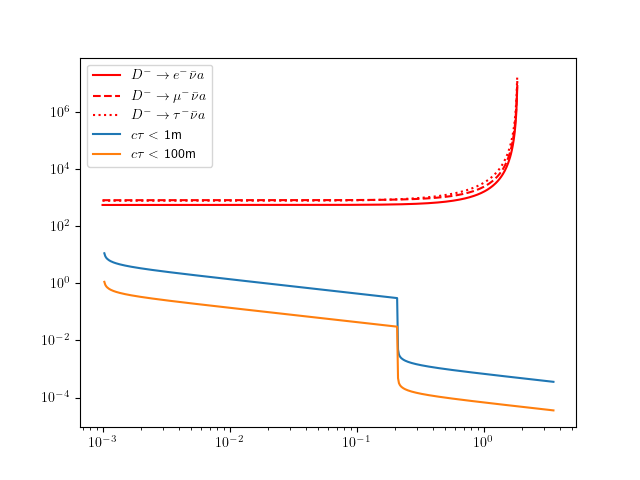 D⁻ → e⁻ ν̄a
D⁻ → μ⁻ ν̄a
D⁻ → τ⁻ ν̄a
cτ < 1m
cτ < 100m
10⁶
10⁴
10²
10⁰
10⁻²
10⁻⁴
10⁻³ 10⁻² 10⁻¹ 10⁰